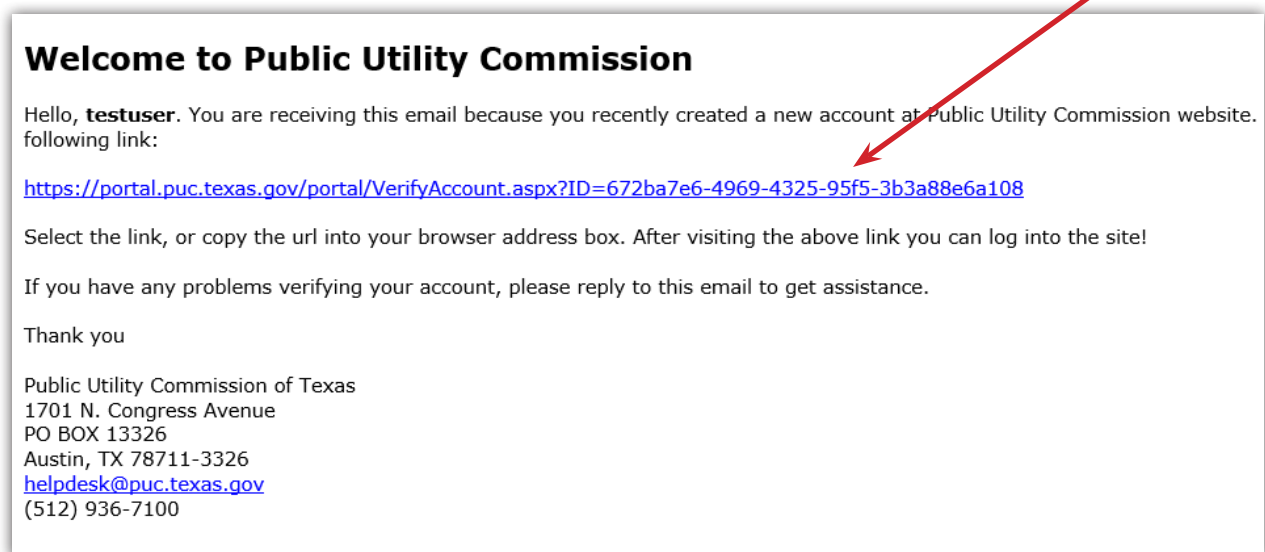 Welcome to Public Utility Commission
Hello, testuser. You are receiving this email because you recently created a new account at Public Utility Commission website.
following link:
https://portal.puc.texas.gov/portal/VerifyAccount.aspx?ID=672ba7e6-4969-4325-95f5-3b3a88e6a108
Select the link, or copy the url into your browser address box. After visiting the above link you can log into the site!
If you have any problems verifying your account, please reply to this email to get assistance.
Thank you
Public Utility Commission of Texas
1701 N. Congress Avenue
PO BOX 13326
Austin, TX 78711-3326
helpdesk@puc.texas.gov
(512) 936-7100